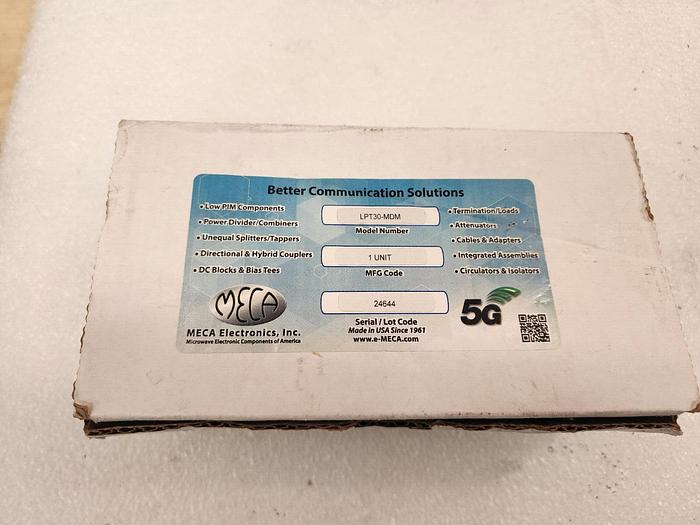 Better Communication Solutions
• Low PIM Components
• Power Divider/Combiners
• Unequal Splitters/Tappers
• Directional & Hybrid Couplers
• DC Blocks & Bias Tees
LPT30-MDM
Model Number
1 UNIT
MFG Code
24644
Serial / Lot Code
Made in USA Since 1961
www.e-MECA.com
• Termination/Loads
• Attenuators
• Cables & Adapters
• Integrated Assemblies
• Circulators & Isolators
MECA
MECA Electronics, Inc.
Microwave Electronic Components of America
5G